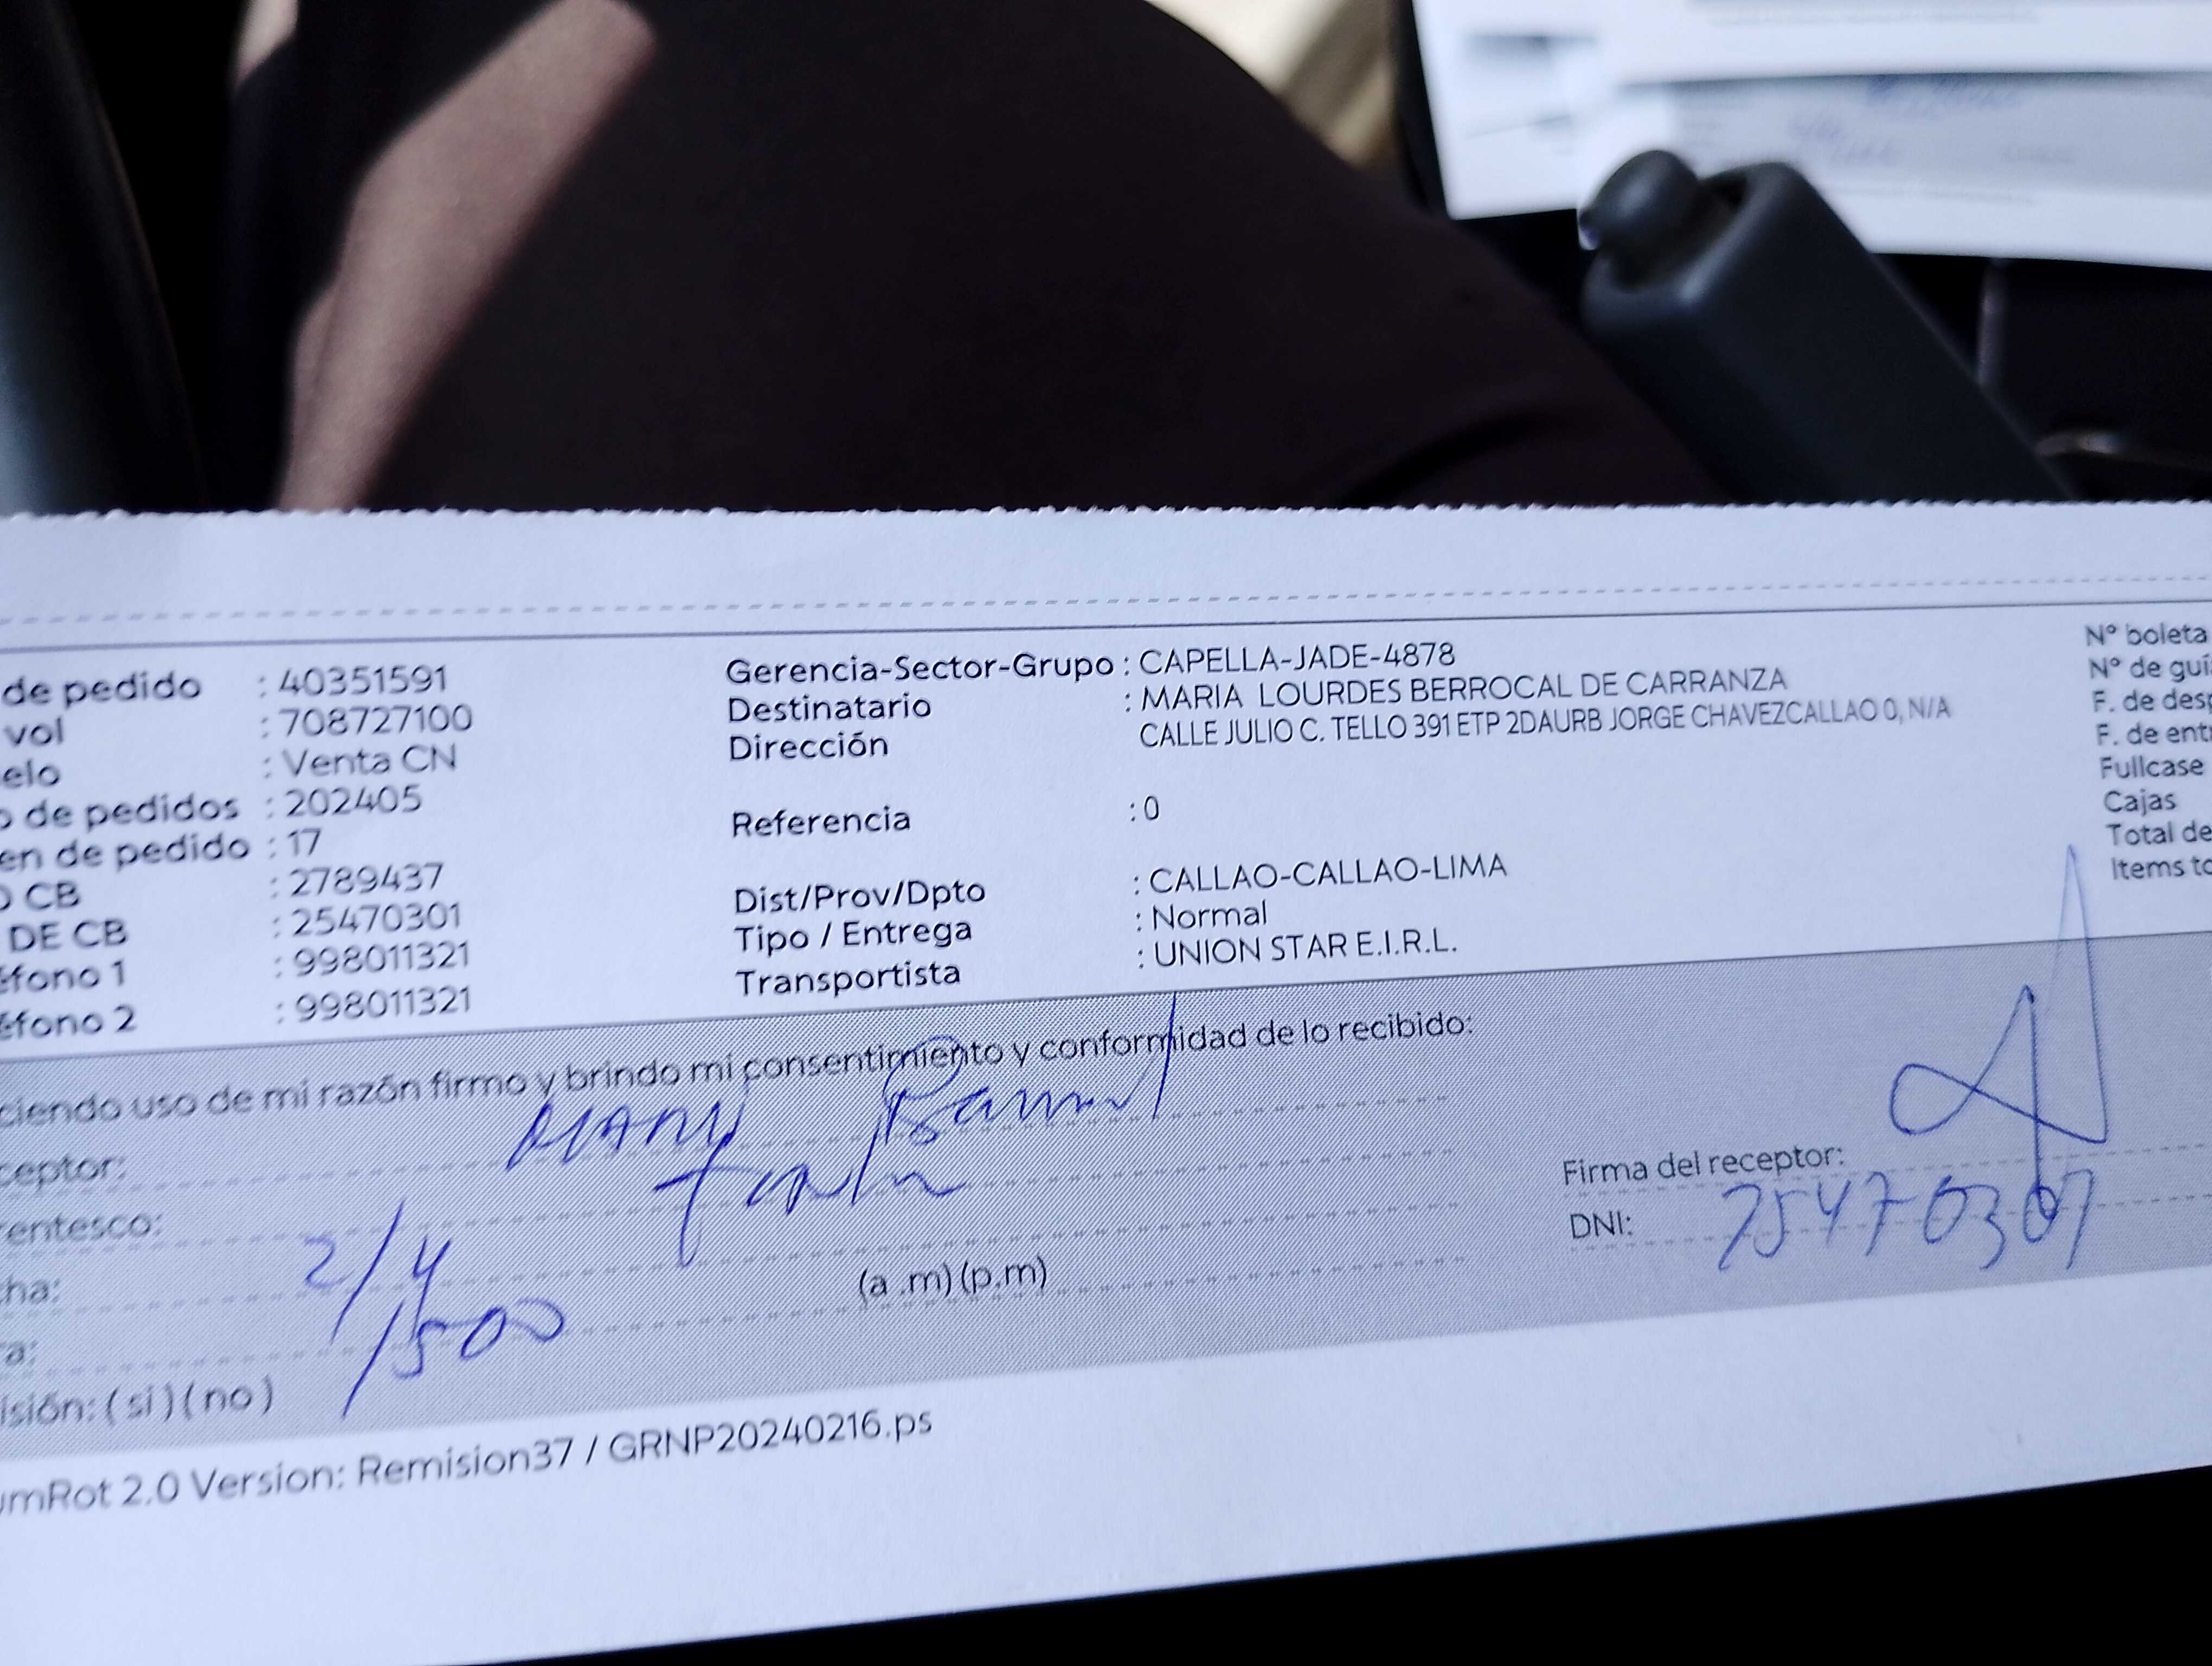 de pedido : 40351591
vol : 708727100
elo : Venta CN
o de pedidos : 202405
en de pedido : 17
O CB : 2789437
DE CB : 25470301
éfono 1 : 998011321
éfono 2 : 998011321
Gerencia-Sector-Grupo : CAPELLA-JADE-4878
Destinatario : MARIA LOURDES BERROCAL DE CARRANZA
Dirección CALLE JULIO C. TELLO 391 ETP 2DAURB JORGE CHAVEZCALLAO 0, N/A
Referencia : 0
Dist/Prov/Dpto : CALLAO-CALLAO-LIMA
Tipo / Entrega : Normal
Transportista : UNION STAR E.I.R.L.
Nº boleta
Nº de guí
F. de desp
F. de entr
Fullcase
Cajas
Total de
Items to
ciendo uso de mi razón firmo y brindo mi consentimiento y conformidad de lo recibido:
ceptor:
rentesco:
ha: 2/4
a: 1500 (a .m) (p.m)
isión: ( si ) ( no )
Firma del receptor:
DNI: 25470301
umRot 2.0 Version: Remision37 / GRNP20240216.ps